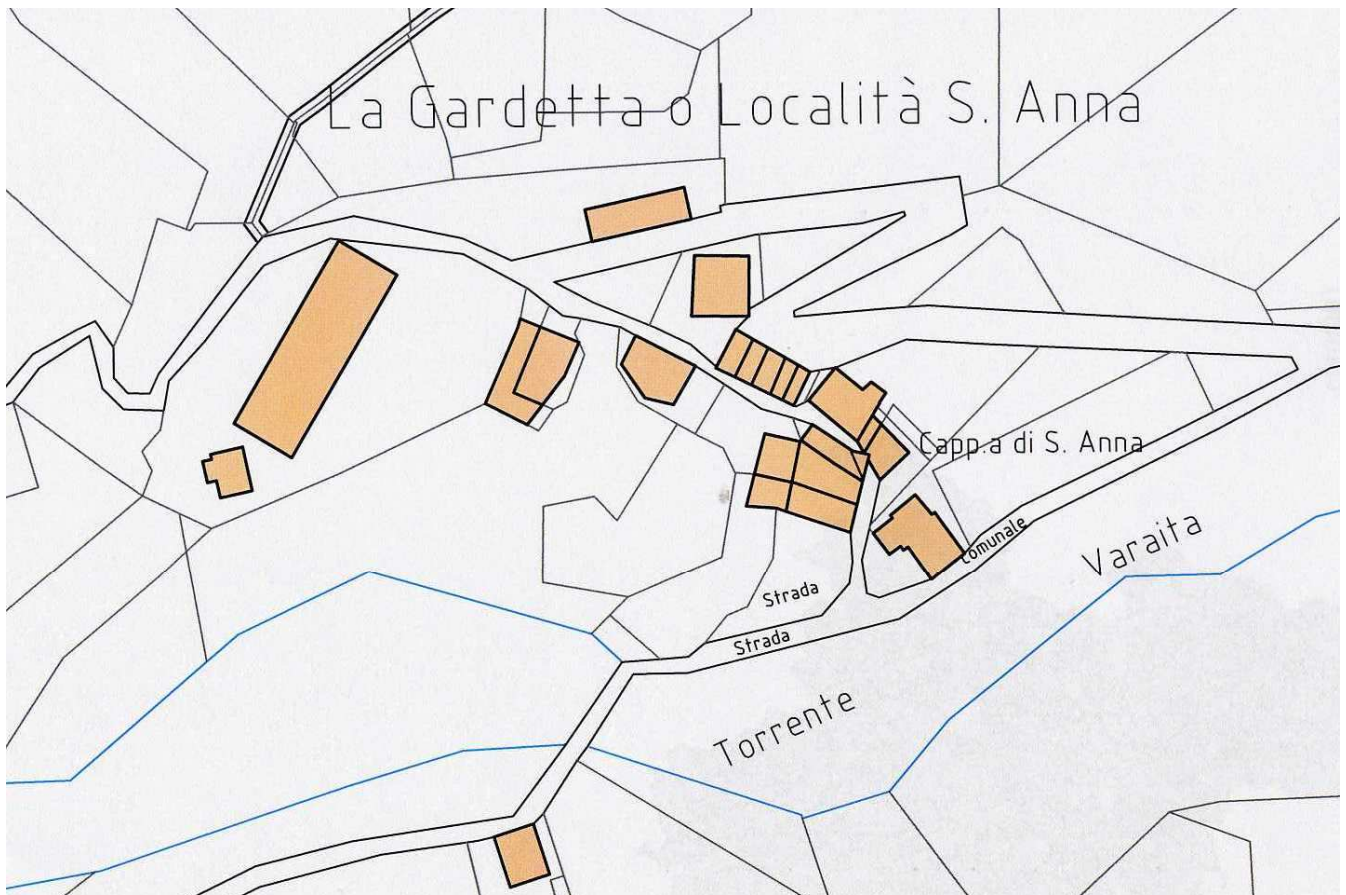 La Gardetta o Località S. Anna
Capp.a di S. Anna
Comunale
Varaita
Strada
Strada
Torrente